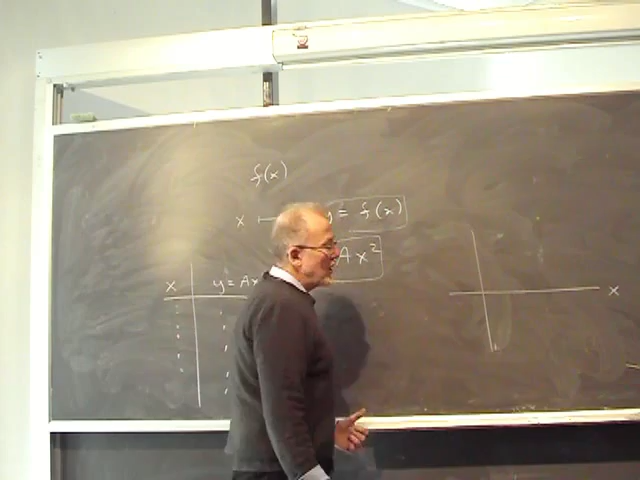 f(x)
x y = f(x)
Ax²
x y = Ax
x